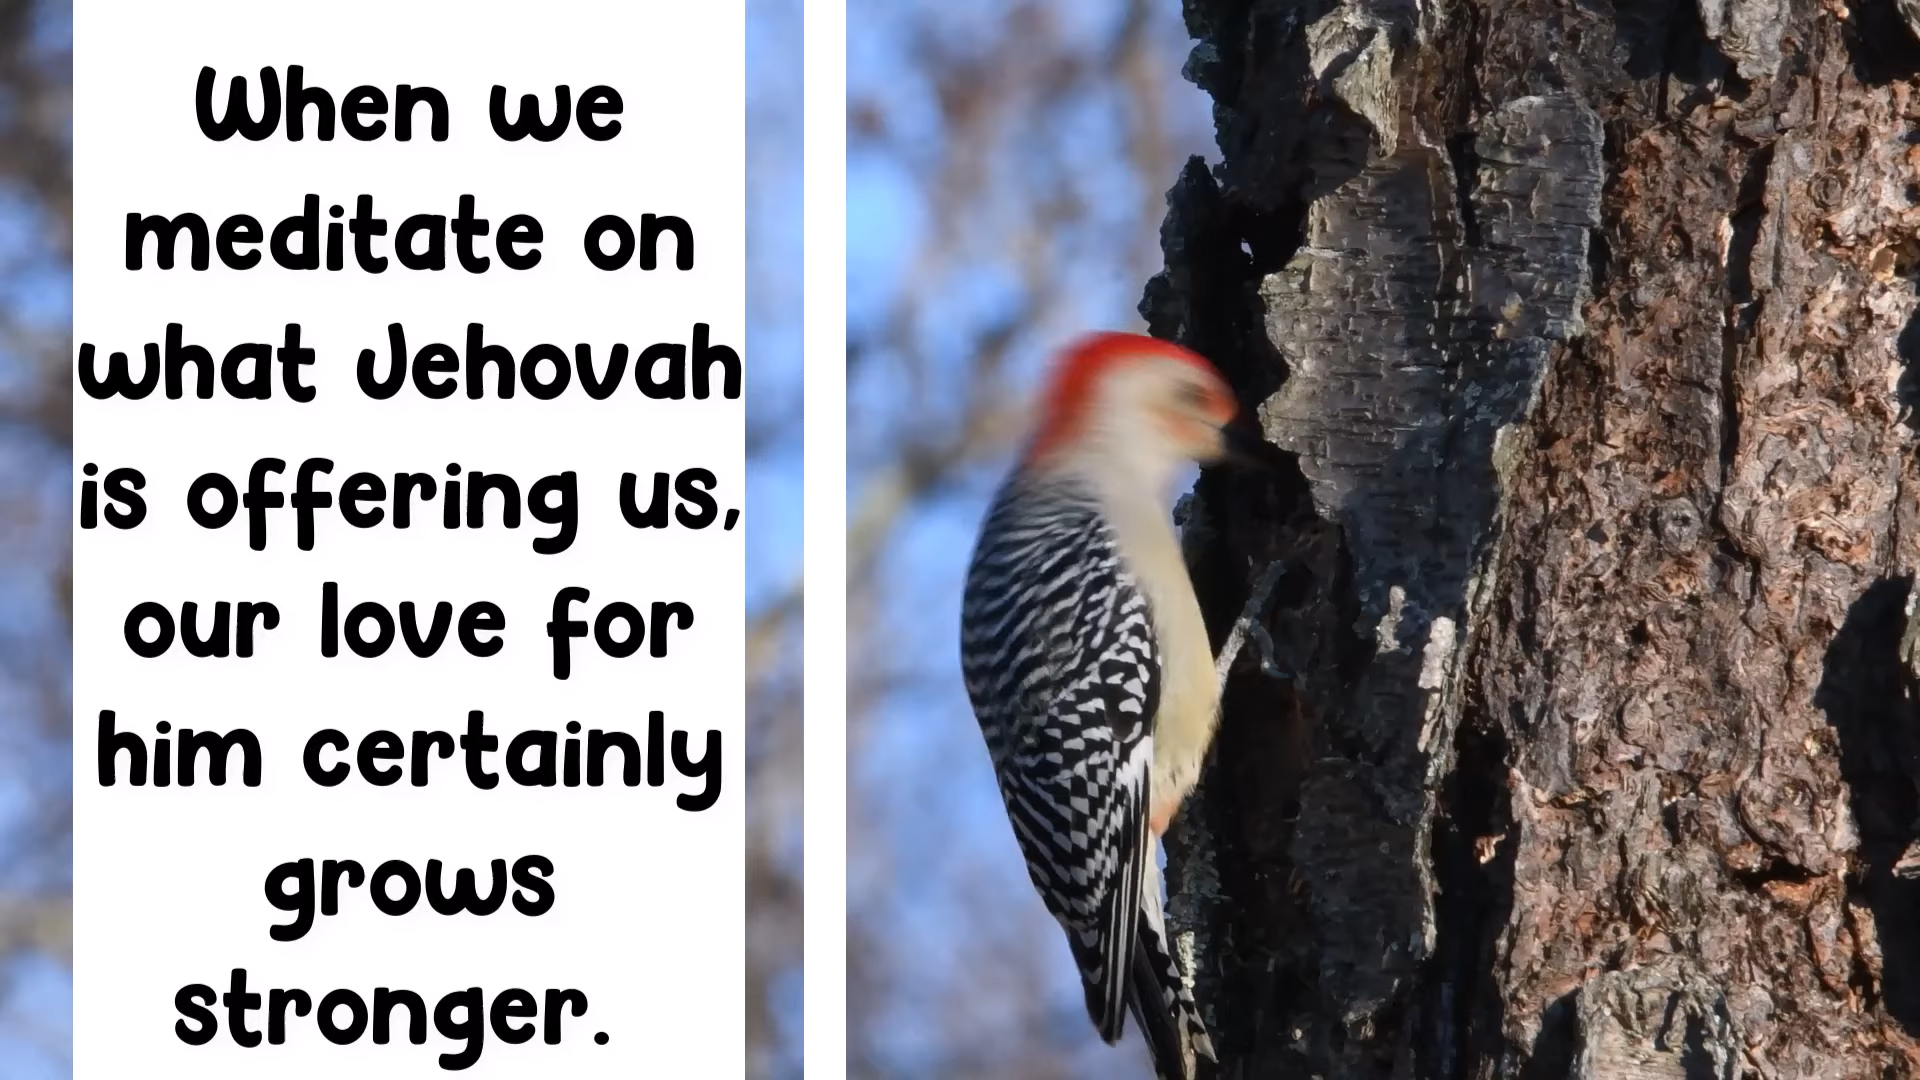 When we
meditate on
what Jehovah
is offering us,
our love for
him certainly
grows
stronger.